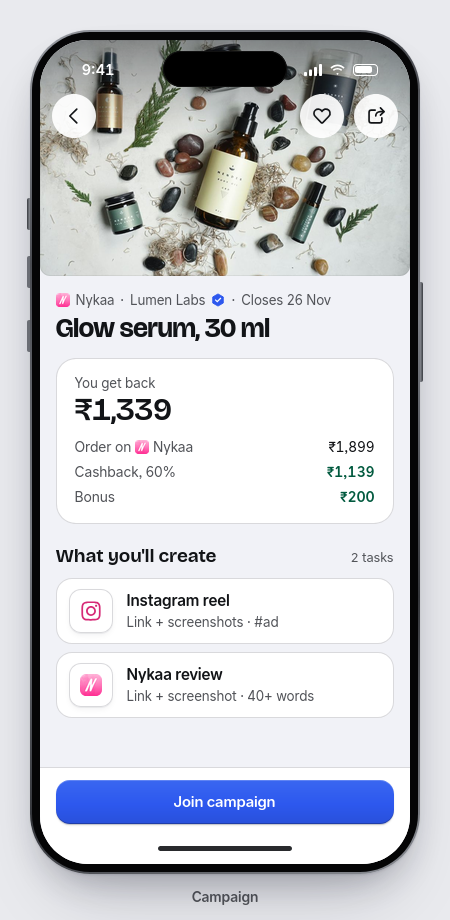 9:41
Nykaa · Lumen Labs · Closes 26 Nov
Glow serum, 30 ml
You get back
₹1,339
Order on Nykaa ₹1,899
Cashback, 60% ₹1,139
Bonus ₹200
What you'll create 2 tasks
Instagram reel
Link + screenshots · #ad
Nykaa review
Link + screenshot · 40+ words
Join campaign
Campaign